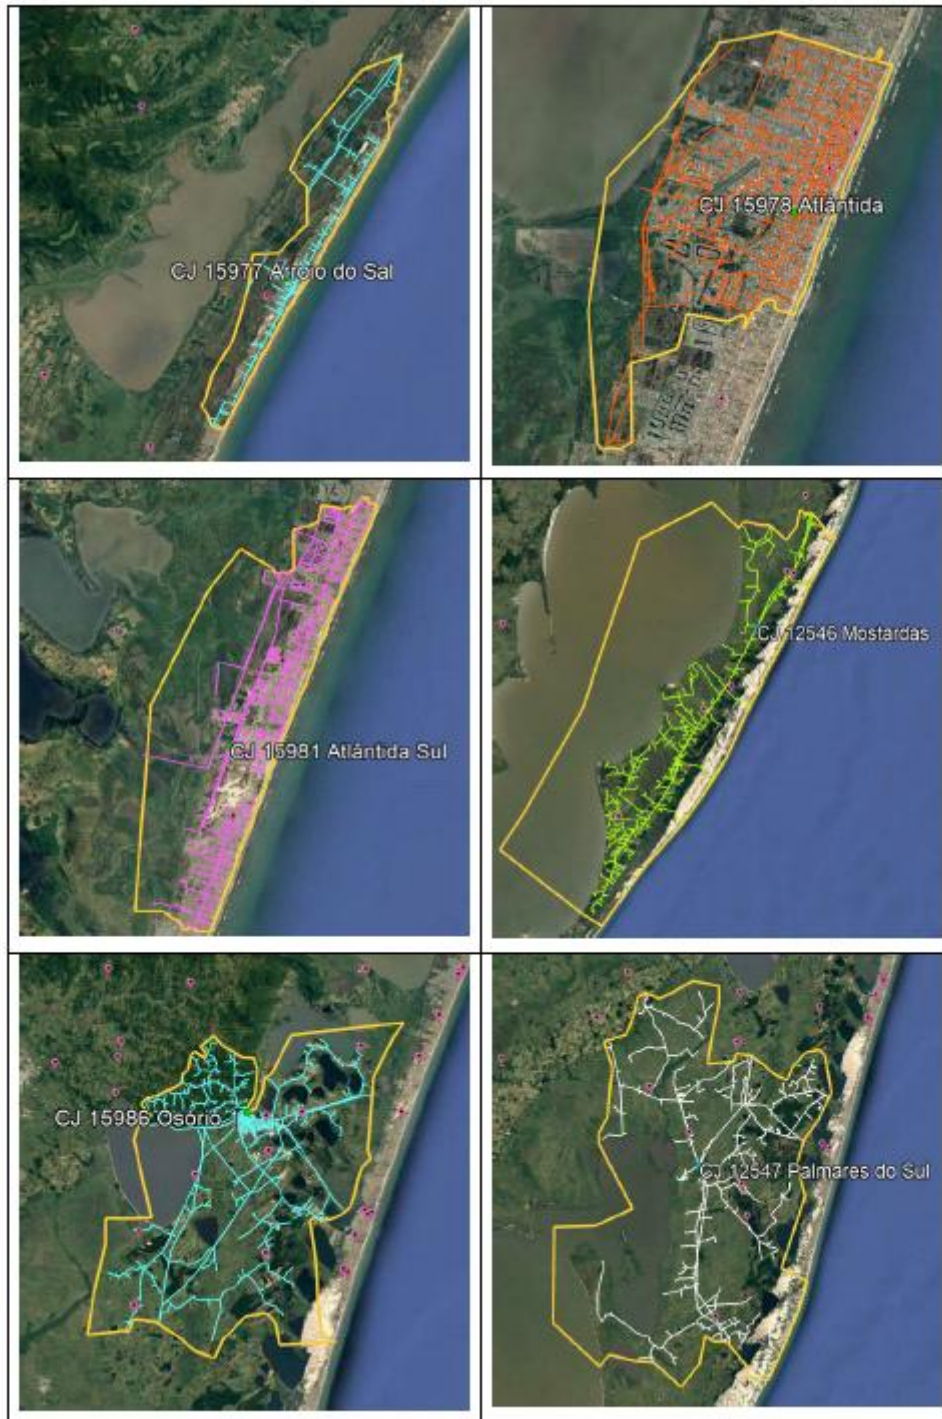 CJ 15977 Arroio do Sal
CJ 15978 Atlântida
CJ 15981 Atlântida Sul
CJ 12546 Mostardas
CJ 15986 Osório
CJ 12547 Palmares do Sul